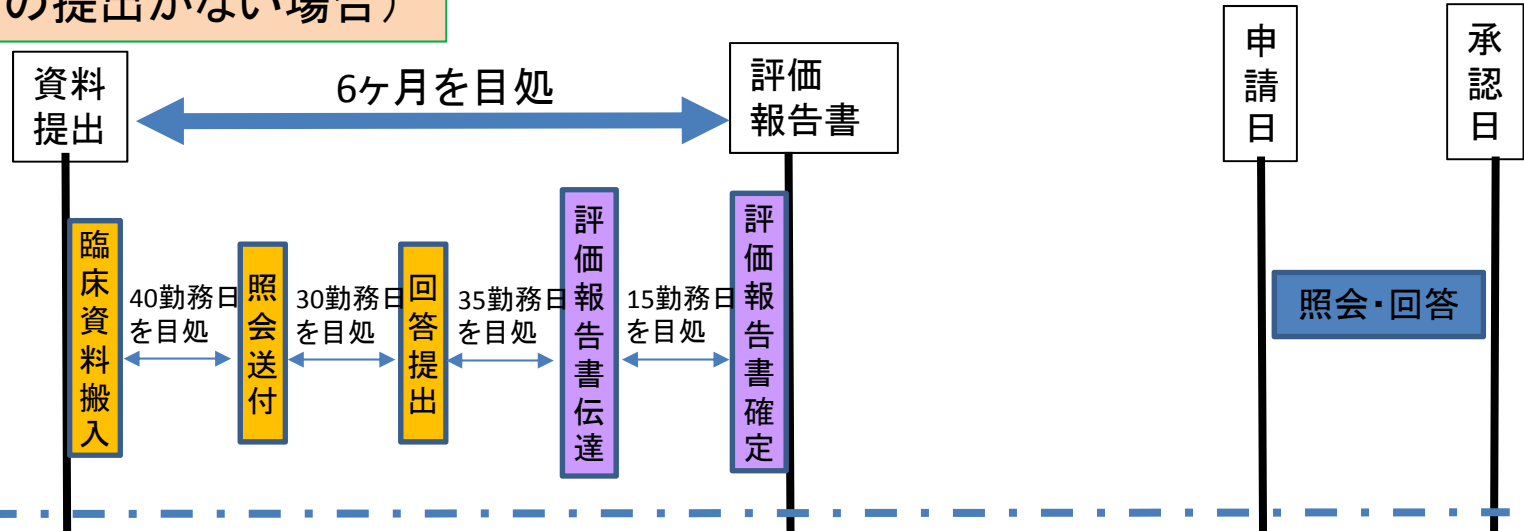 の提出がない場合）
資料
提出
6ヶ月を目処
評価
報告書
申請日
承認日
臨床資料搬入
40勤務日
を目処
照会送付
30勤務日
を目処
回答提出
35勤務日
を目処
評価報告書伝達
15勤務日
を目処
評価報告書確定
照会・回答